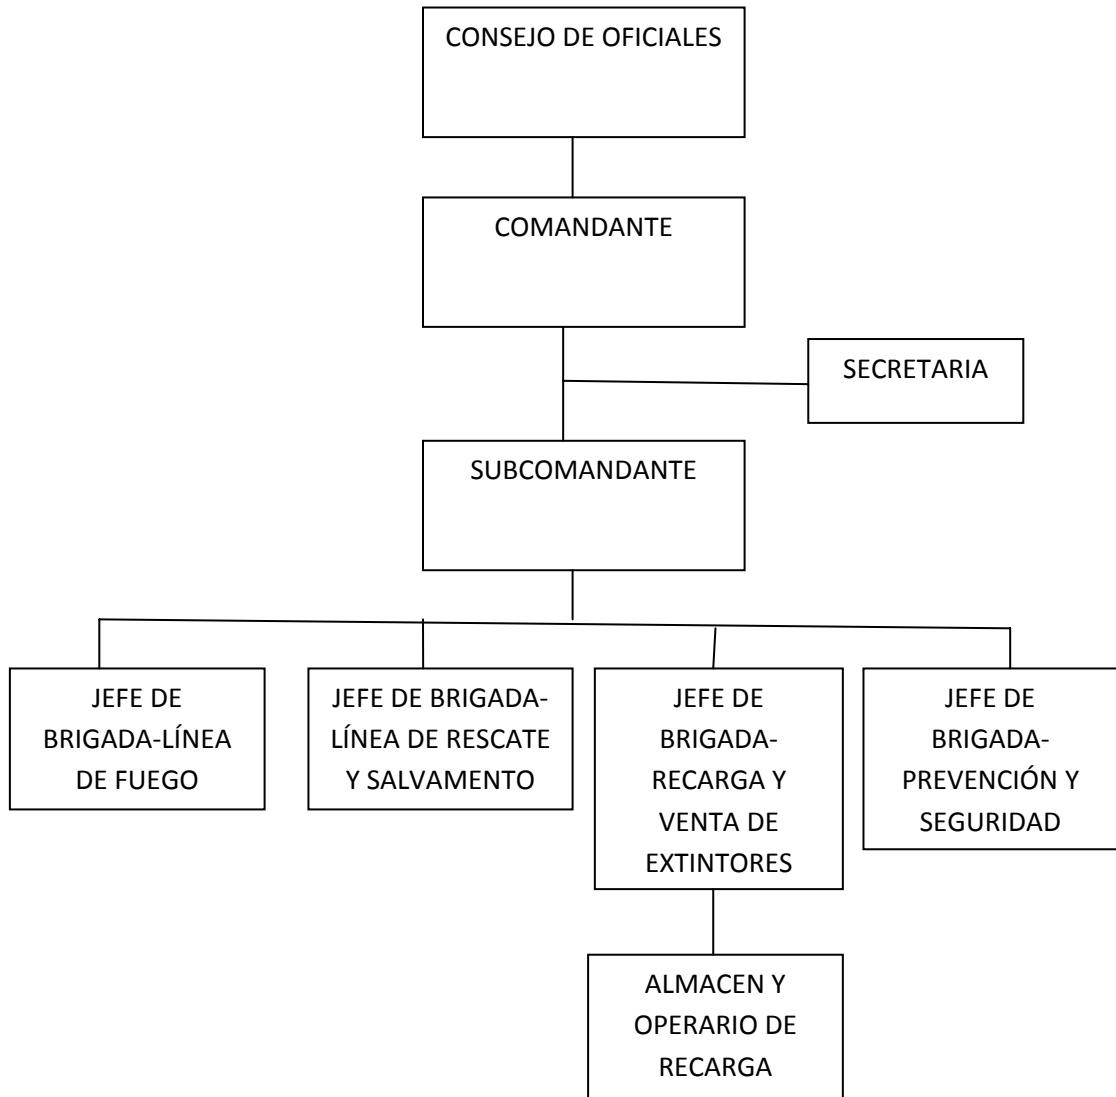 CONSEJO DE OFICIALES
COMANDANTE
SECRETARIA
SUBCOMANDANTE
JEFE DE
BRIGADA-LÍNEA
DE FUEGO
JEFE DE BRIGADA-
LÍNEA DE RESCATE
Y SALVAMENTO
JEFE DE
BRIGADA-
RECARGA Y
VENTA DE
EXTINTORES
JEFE DE
BRIGADA-
PREVENCIÓN Y
SEGURIDAD
ALMACEN Y
OPERARIO DE
RECARGA